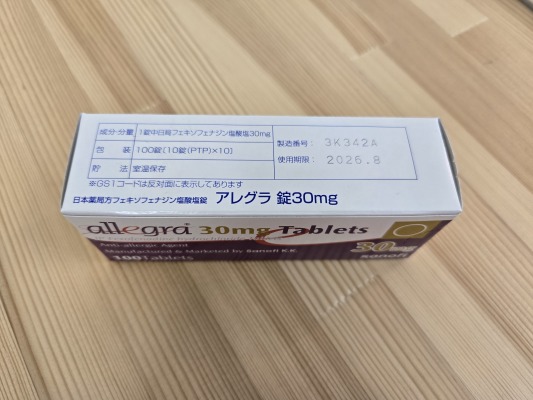 成分・分量 1錠中日局フェキソフェナジン塩酸塩30mg
包装 100錠[10錠(PTP)×10]
貯法 室温保存
製造番号: 3K342A
使用期限: 2026.8
※GS1コードは反対面に表示してあります
日本薬局方フェキソフェナジン塩酸塩錠 アレグラ 錠30mg
allegra 30mg Tablets
Anti-allergic Agent
Manufactured & Marketed by Sanofi K.K.
100Tablets
30mg
sanofi